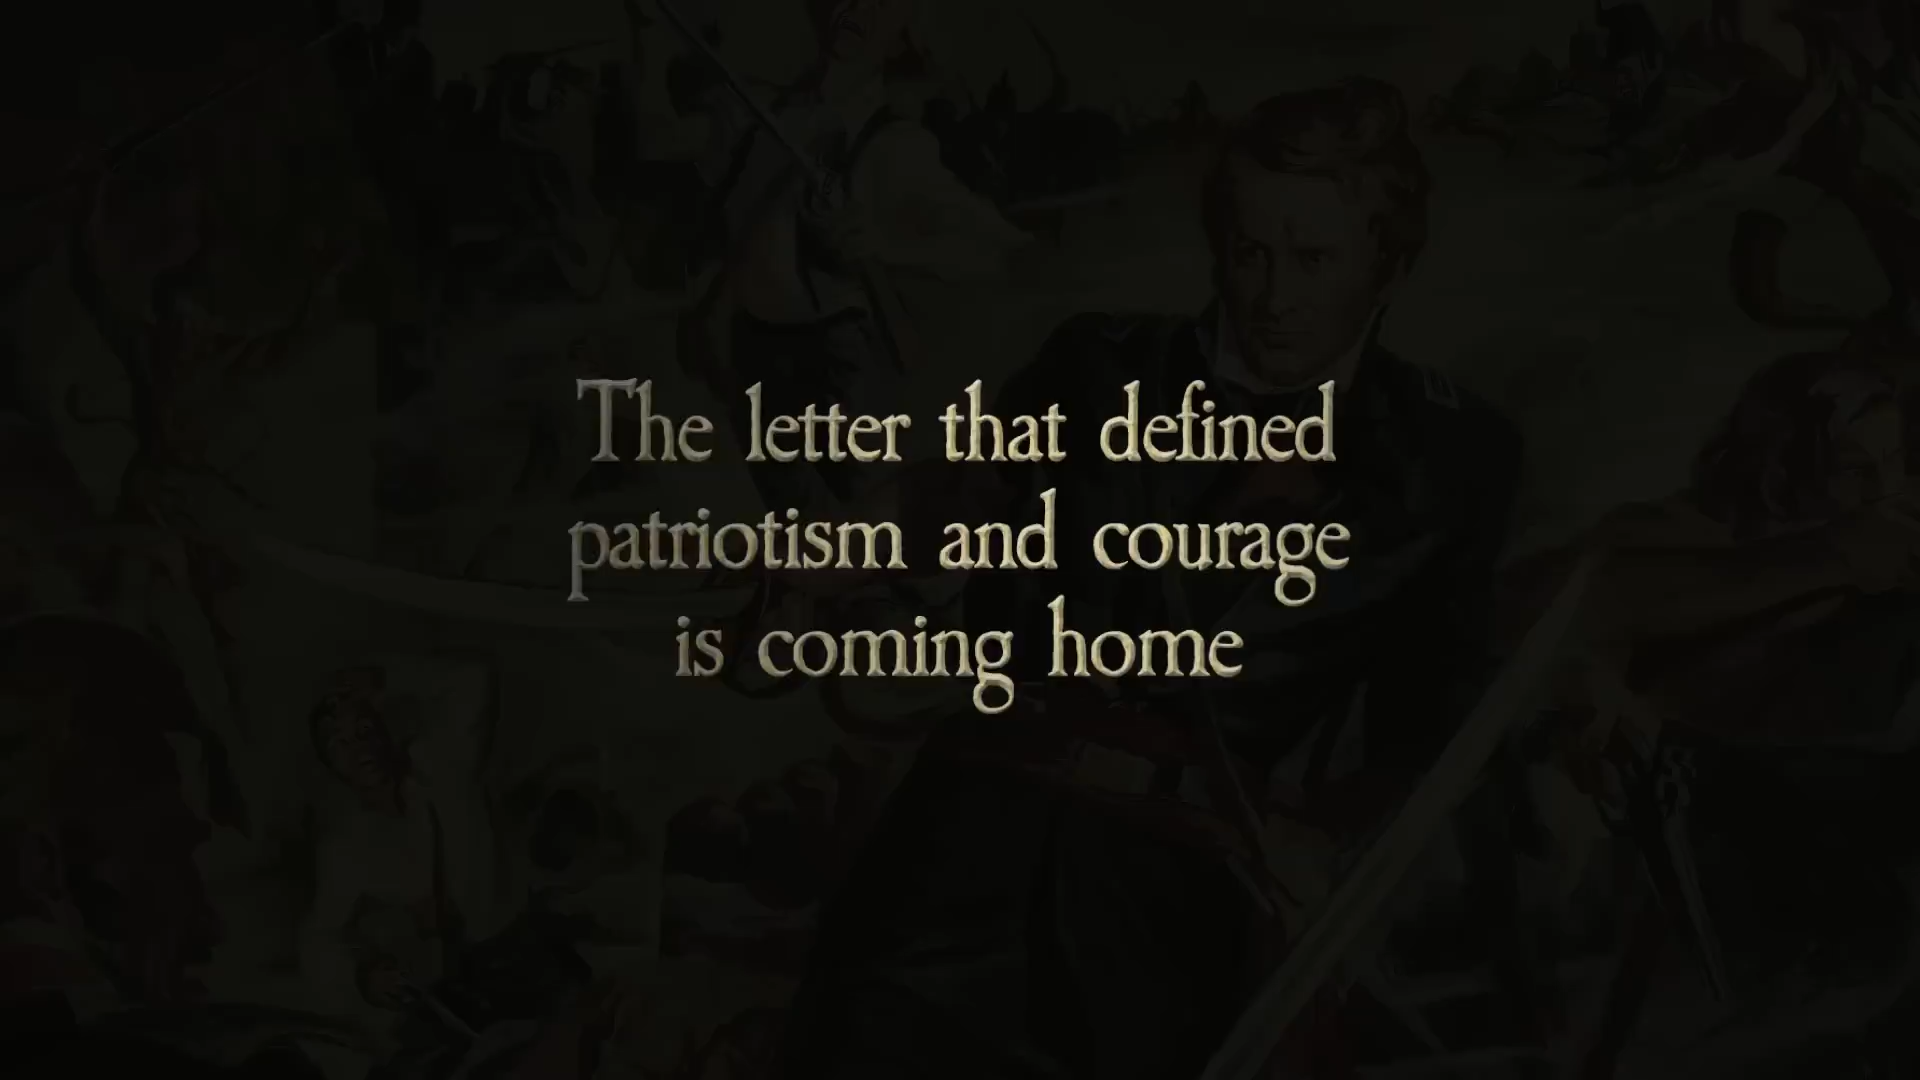 The letter that defined
patriotism and courage
is coming home